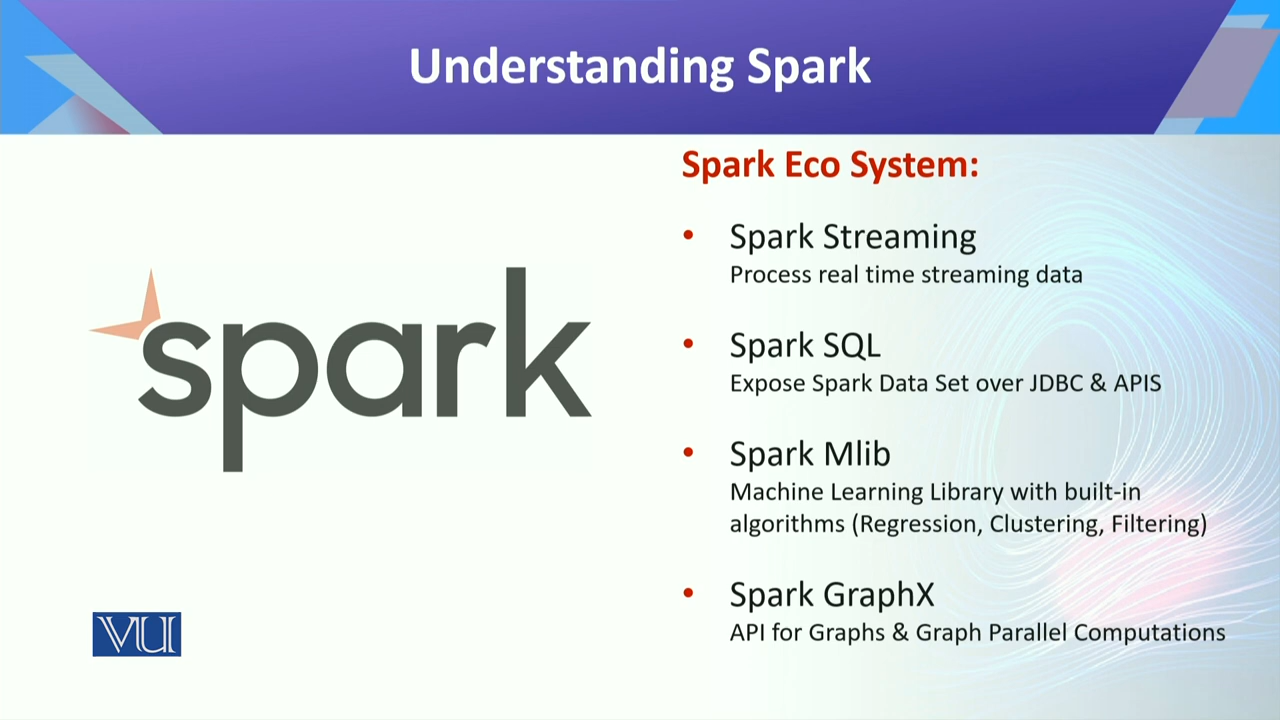 Understanding Spark
Spark Eco System:
• Spark Streaming
Process real time streaming data
• Spark SQL
Expose Spark Data Set over JDBC & APIS
• Spark Mlib
Machine Learning Library with built-in
algorithms (Regression, Clustering, Filtering)
• Spark GraphX
API for Graphs & Graph Parallel Computations
spark
VU